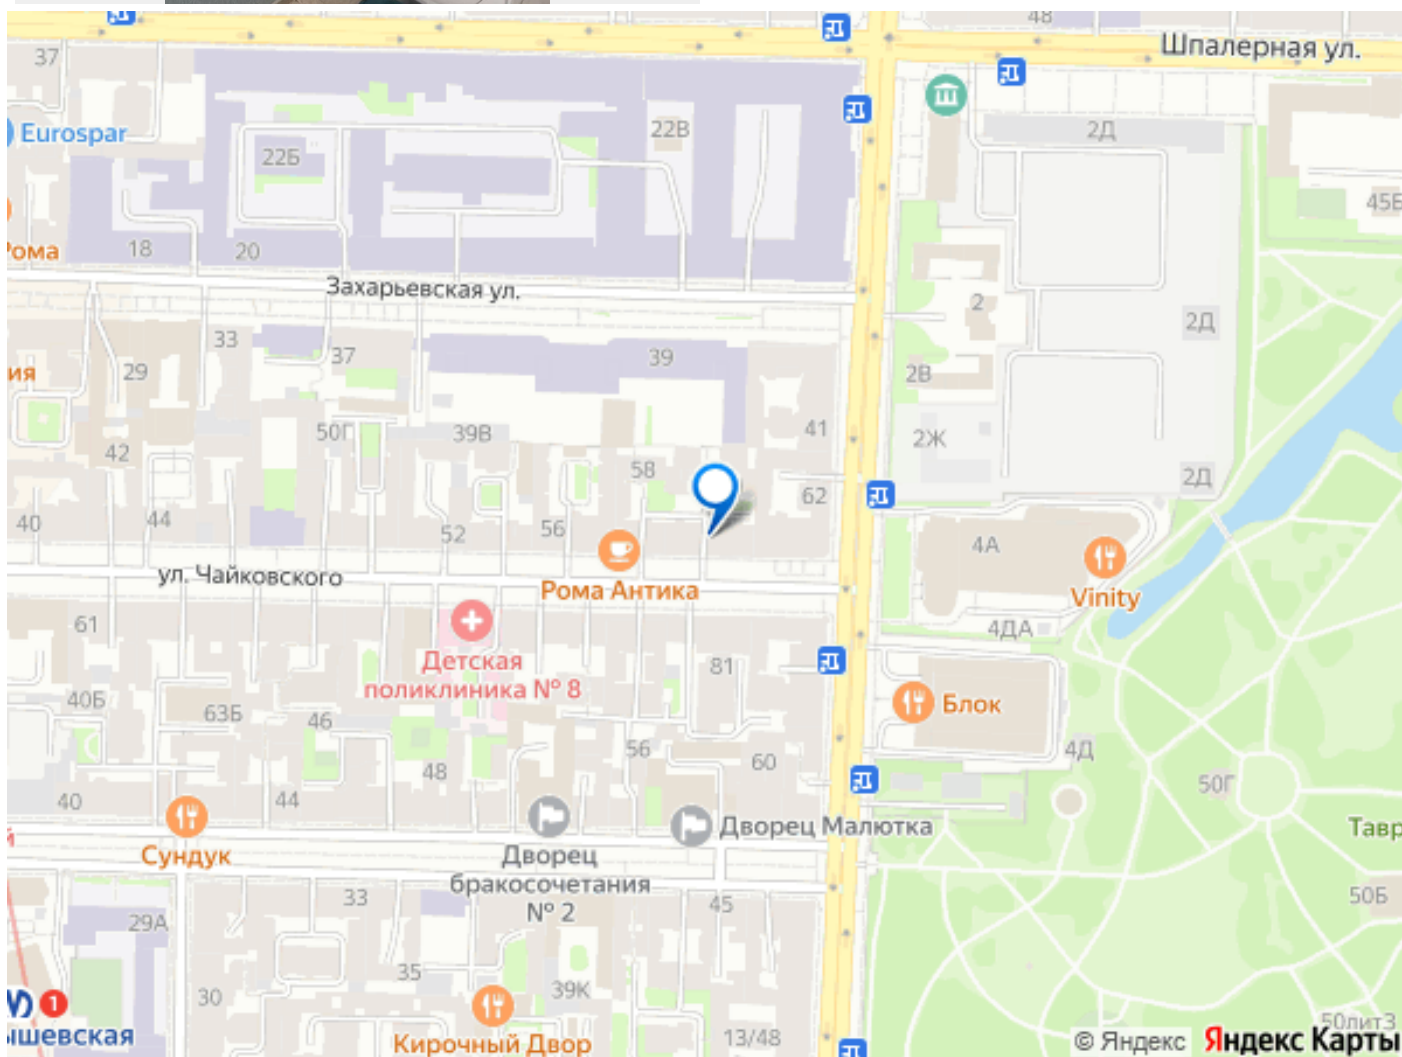 48
Шпалерная ул.
37
Eurospar
22В
2Д
22Б
45Б
Рома
18
20
Захарьевская ул.
2
2Д
33
37
39
ия
29
2В
50Г
39В
41
2Ж
42
58
2Д
62
40
44
52
56
4А
ул. Чайковского
Рома Антика
Vinity
61
4ДА
Детская
поликлиника № 8
81
40Б
63Б
46
Блок
56
60
4Д
48
50Г
40
44
Дворец Малютка
Тавр
й
Сундук
Дворец
бракосочетания
№ 2
33
45
50Б
29А
35
30
39К
1
ышевская
Кирочный Двор
13/48
50литЗ
© Яндекс
Яндекс Карты